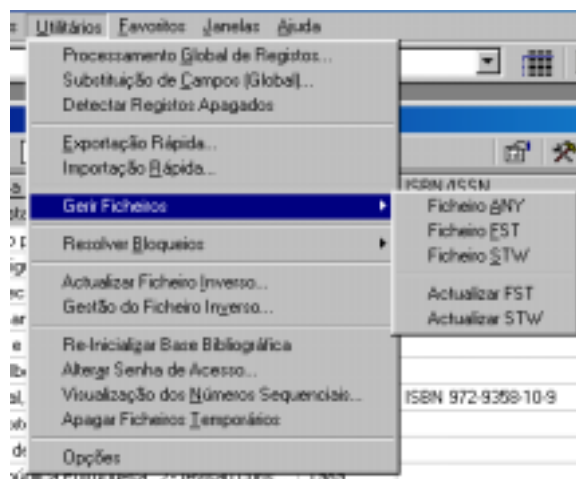 Utilitários Favoritos Janelas Ajuda
Processamento Global de Registos...
Substituição de Campos (Global)...
Detectar Registos Apagados
Exportação Rápida...
Importação Rápida...
ISBN/ISSN
Gerir Ficheiros
Ficheiro ANY
Ficheiro FST
Ficheiro STW
Actualizar FST
Actualizar STW
Resolver Bloqueios
Actualizar Ficheiro Inverso...
Gestão do Ficheiro Inverso...
Re-Inicializar Base Bibliográfica
Alterar Senha de Acesso...
Visualização dos Números Sequenciais...
ISBN 972-9358-10-9
Apagar Ficheiros Temporários
Opções